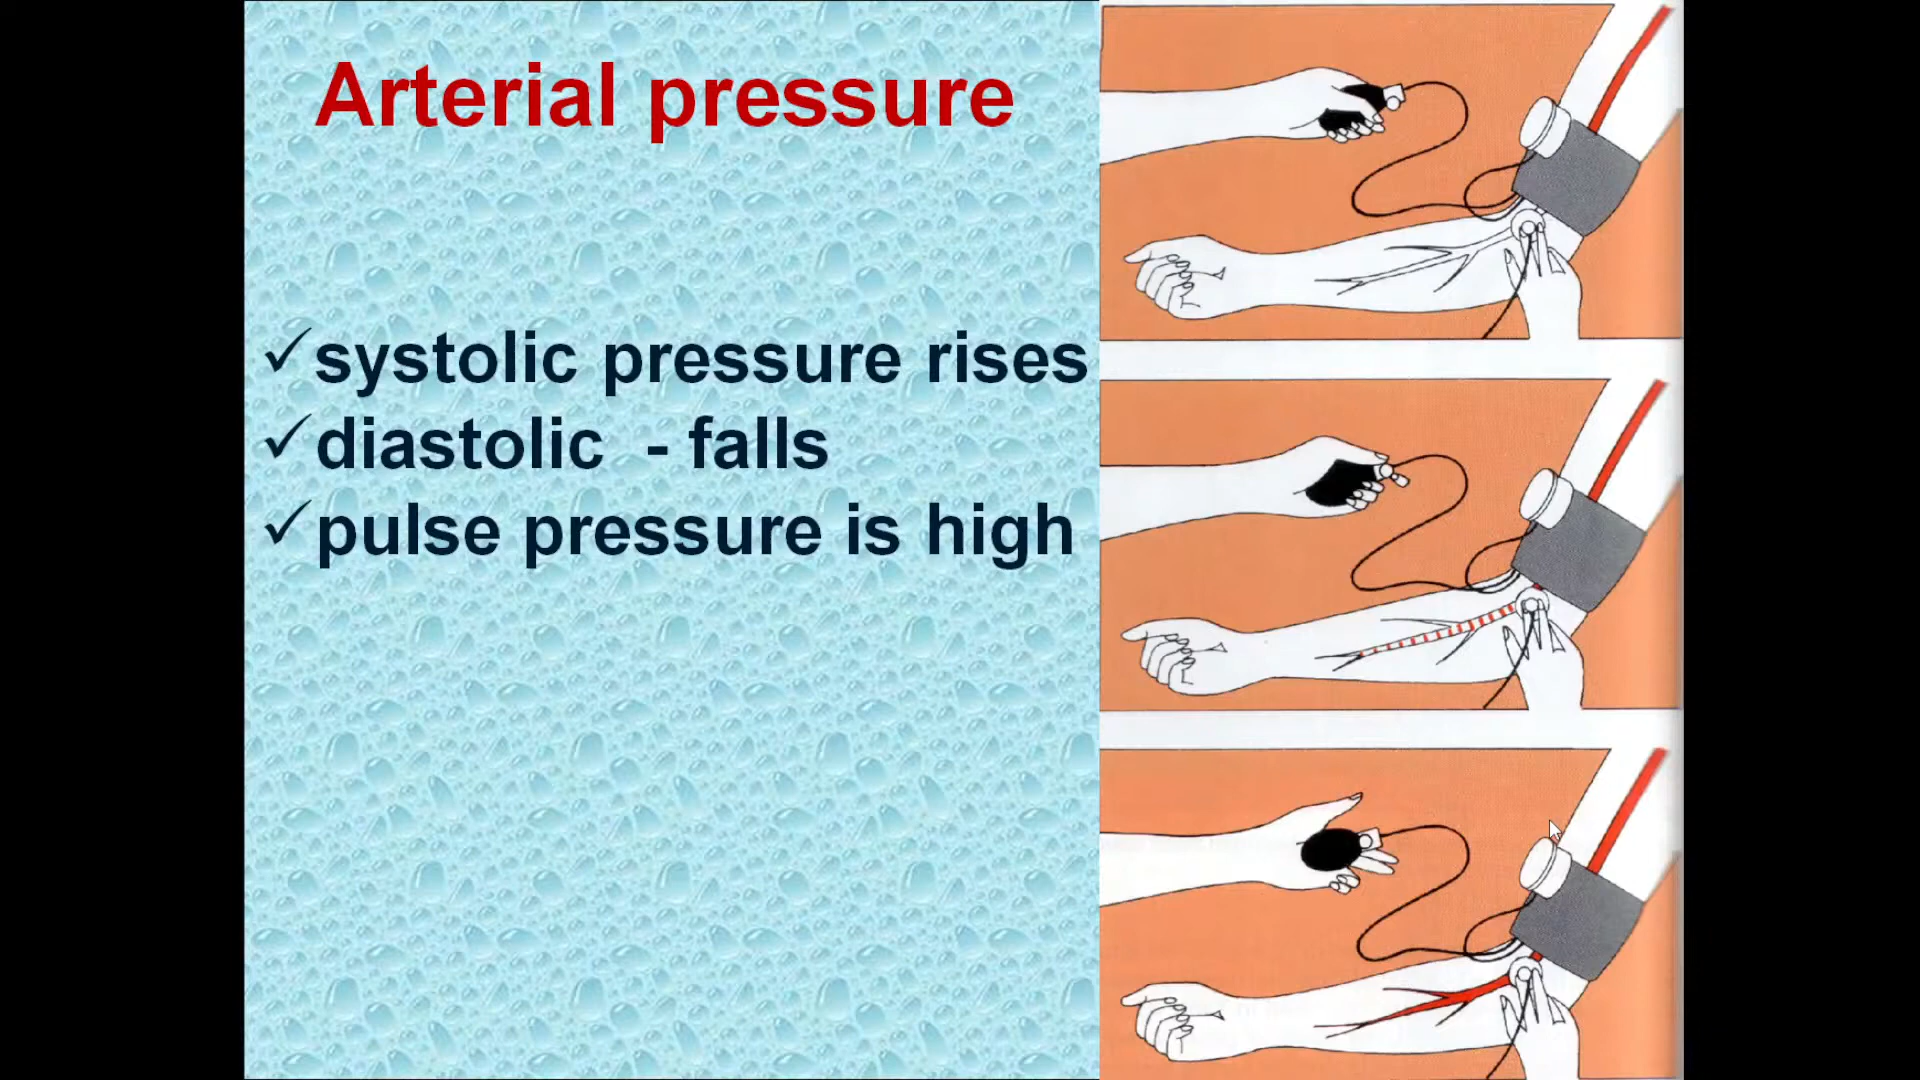 Arterial pressure
✓systolic pressure rises
✓diastolic - falls
✓pulse pressure is high